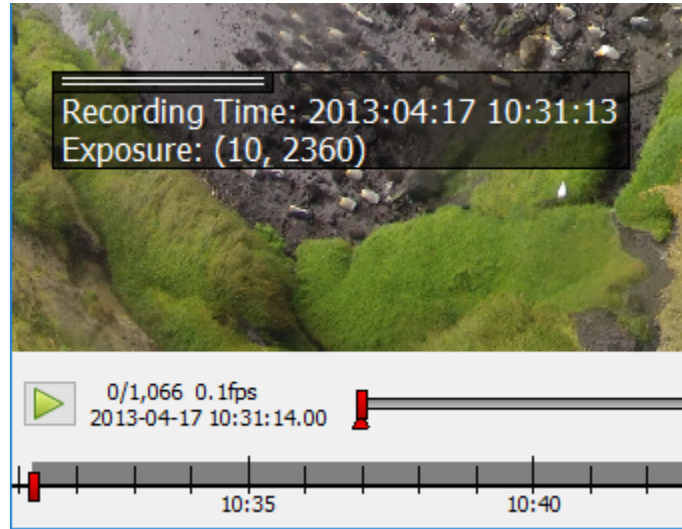 Recording Time: 2013:04:17 10:31:13
Exposure: (10, 2360)
0/1,066 0.1fps
2013-04-17 10:31:14.00
10:35 10:40